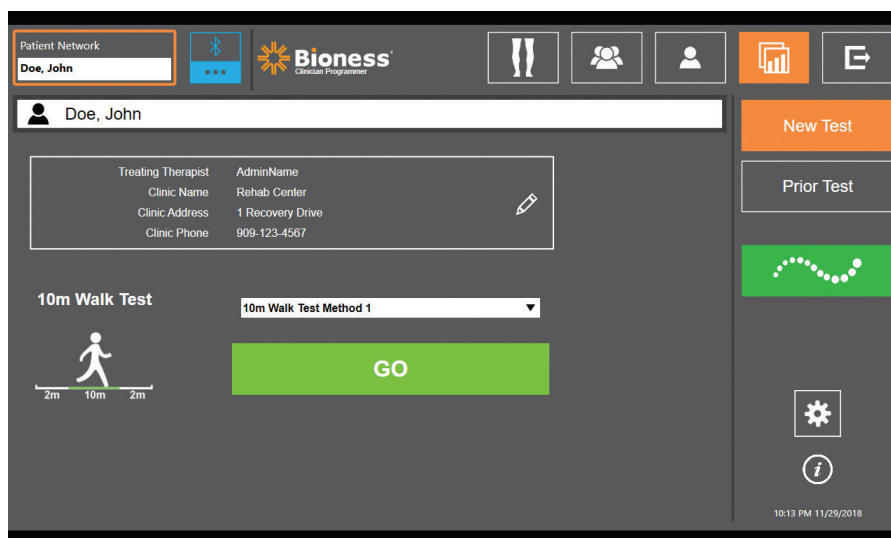 Patient Network
Doe, John
Bioness
Clinician Programmer
Doe, John
New Test
Prior Test
Treating Therapist AdminName
Clinic Name Rehab Center
Clinic Address 1 Recovery Drive
Clinic Phone 909-123-4567
10m Walk Test
10m Walk Test Method 1
GO
2m 10m 2m
i
10:13 PM 11/29/2018